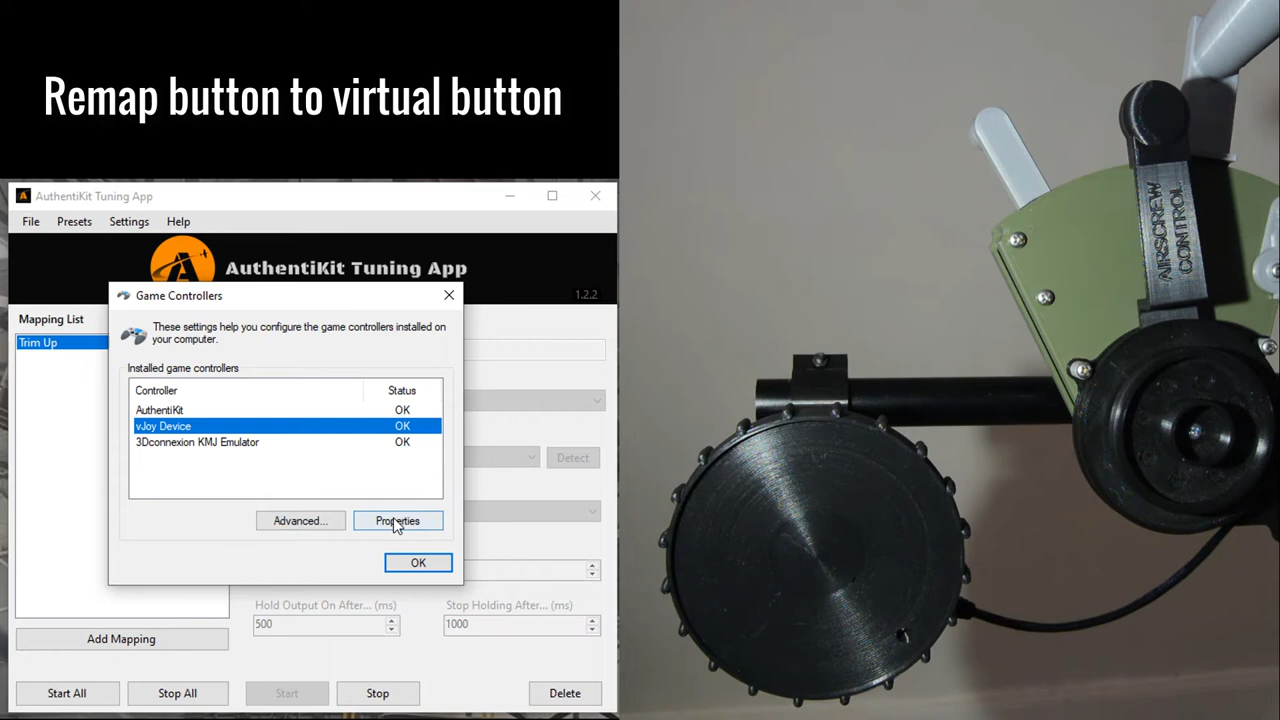 Remap button to virtual button
AuthentiKit Tuning App
File Presets Settings Help
AuthentiKit Tuning App
1.2.2
Mapping List
Trim Up
Game Controllers
These settings help you configure the game controllers installed on
your computer.
Installed game controllers
Controller Status
AuthentiKit OK
vJoy Device OK
3Dconnexion KMJ Emulator OK
Advanced... Properties
OK
Detect
Hold Output On After... (ms) Stop Holding After... (ms)
500 1000
Add Mapping
Start All Stop All Start Stop Delete
AIRSCREW
CONTROL